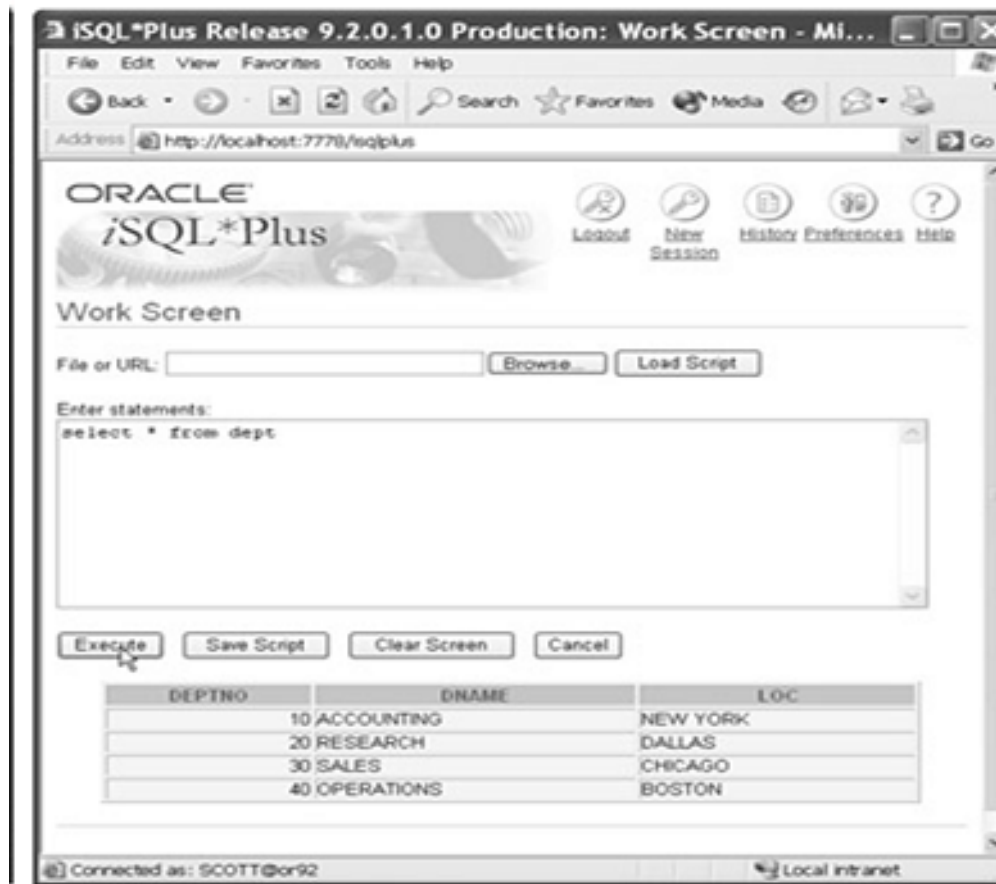 iSQL*Plus Release 9.2.0.1.0 Production: Work Screen - Mi...
File Edit View Favorites Tools Help
Back Search Favorites Media
Address http://localhost:7778/isqlplus Go
ORACLE
iSQL*Plus
Logout New Session History Preferences Help
Work Screen
File or URL: Browse... Load Script
Enter statements:
select * from dept
Execute Save Script Clear Screen Cancel
DEPTNO DNAME LOC
10 ACCOUNTING NEW YORK
20 RESEARCH DALLAS
30 SALES CHICAGO
40 OPERATIONS BOSTON
Connected as: SCOTT@or92 Local intranet